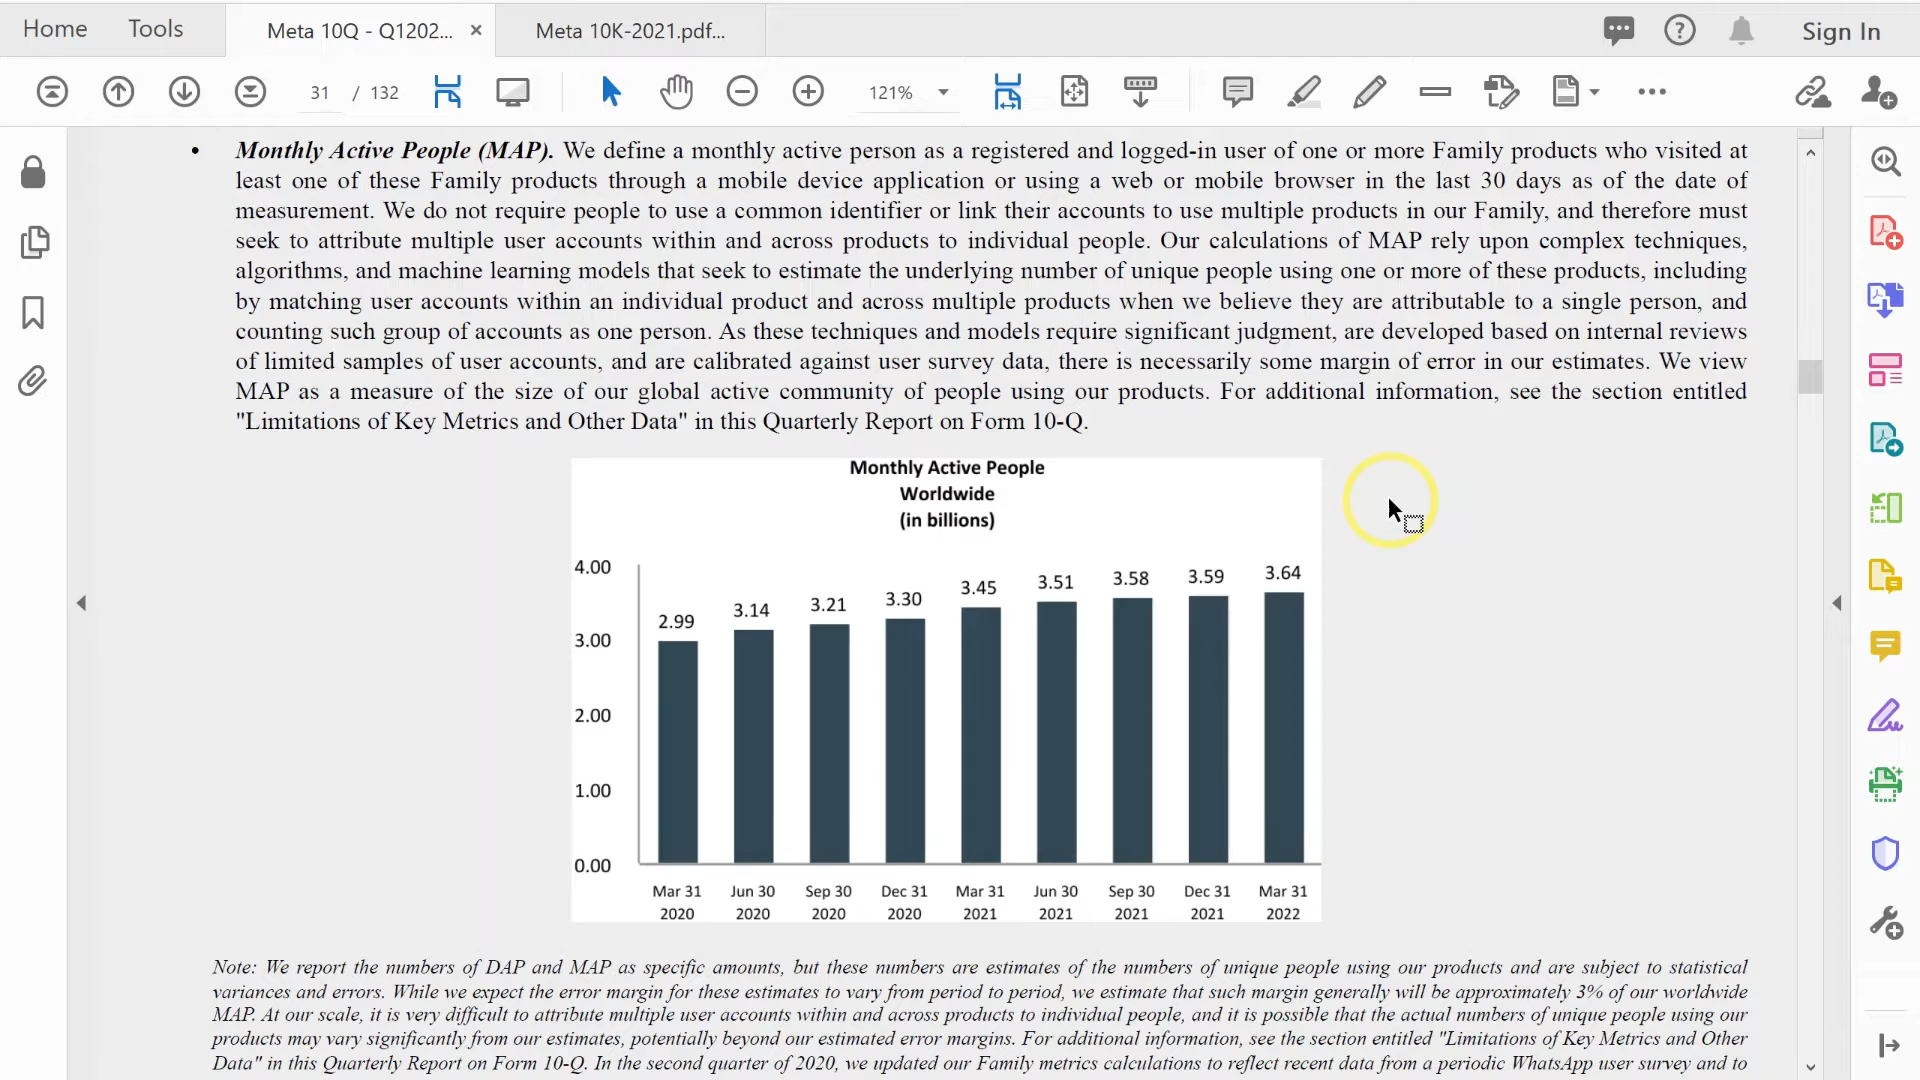 Home Tools Meta 10Q - Q1202... × Meta 10K-2021.pdf... Sign In
31 / 132 121%
• Monthly Active People (MAP). We define a monthly active person as a registered and logged-in user of one or more Family products who visited at
least one of these Family products through a mobile device application or using a web or mobile browser in the last 30 days as of the date of
measurement. We do not require people to use a common identifier or link their accounts to use multiple products in our Family, and therefore must
seek to attribute multiple user accounts within and across products to individual people. Our calculations of MAP rely upon complex techniques,
algorithms, and machine learning models that seek to estimate the underlying number of unique people using one or more of these products, including
by matching user accounts within an individual product and across multiple products when we believe they are attributable to a single person, and
counting such group of accounts as one person. As these techniques and models require significant judgment, are developed based on internal reviews
of limited samples of user accounts, and are calibrated against user survey data, there is necessarily some margin of error in our estimates. We view
MAP as a measure of the size of our global active community of people using our products. For additional information, see the section entitled
"Limitations of Key Metrics and Other Data" in this Quarterly Report on Form 10-Q.
Monthly Active People
Worldwide
(in billions)
4.00
3.00
2.00
1.00
0.00
2.99 3.14 3.21 3.30 3.45 3.51 3.58 3.59 3.64
Mar 31 Jun 30 Sep 30 Dec 31 Mar 31 Jun 30 Sep 30 Dec 31 Mar 31
2020 2020 2020 2020 2021 2021 2021 2021 2022
Note: We report the numbers of DAP and MAP as specific amounts, but these numbers are estimates of the numbers of unique people using our products and are subject to statistical
variances and errors. While we expect the error margin for these estimates to vary from period to period, we estimate that such margin generally will be approximately 3% of our worldwide
MAP. At our scale, it is very difficult to attribute multiple user accounts within and across products to individual people, and it is possible that the actual numbers of unique people using our
products may vary significantly from our estimates, potentially beyond our estimated error margins. For additional information, see the section entitled "Limitations of Key Metrics and Other
Data" in this Quarterly Report on Form 10-Q. In the second quarter of 2020, we updated our Family metrics calculations to reflect recent data from a periodic WhatsApp user survey and to